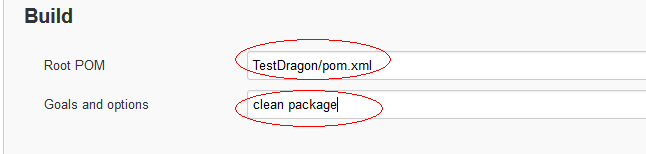 Build
Root POM
TestDragon/pom.xml
Goals and options
clean package